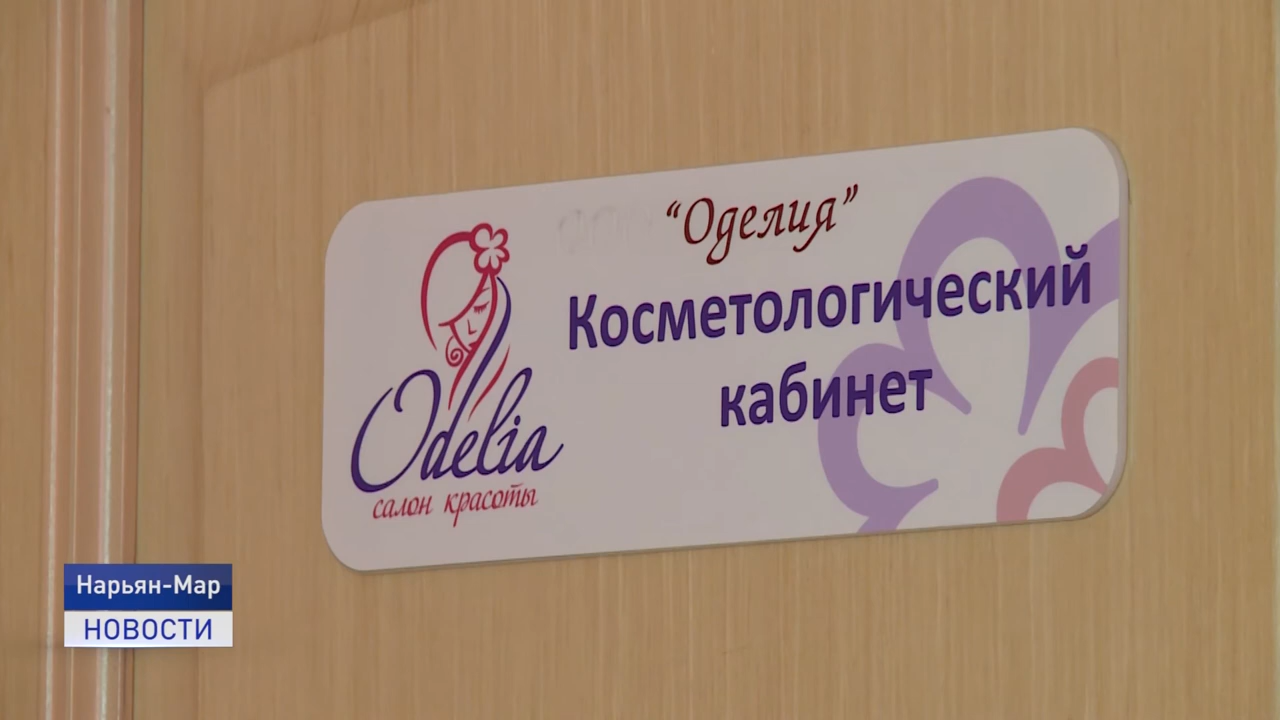 "Оделия"
Косметологический
кабинет
Odelia
салон красоты
Нарьян-Мар
НОВОСТИ